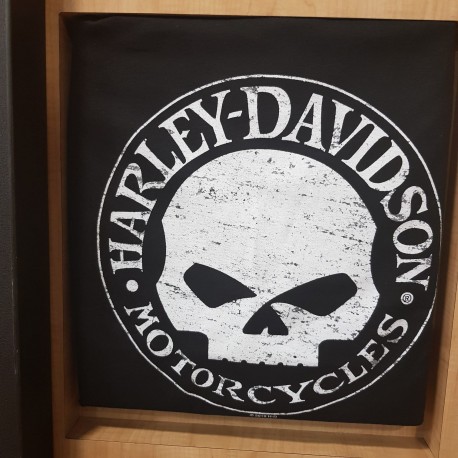 HARLEY-DAVIDSON
®
• MOTORCYCLES •